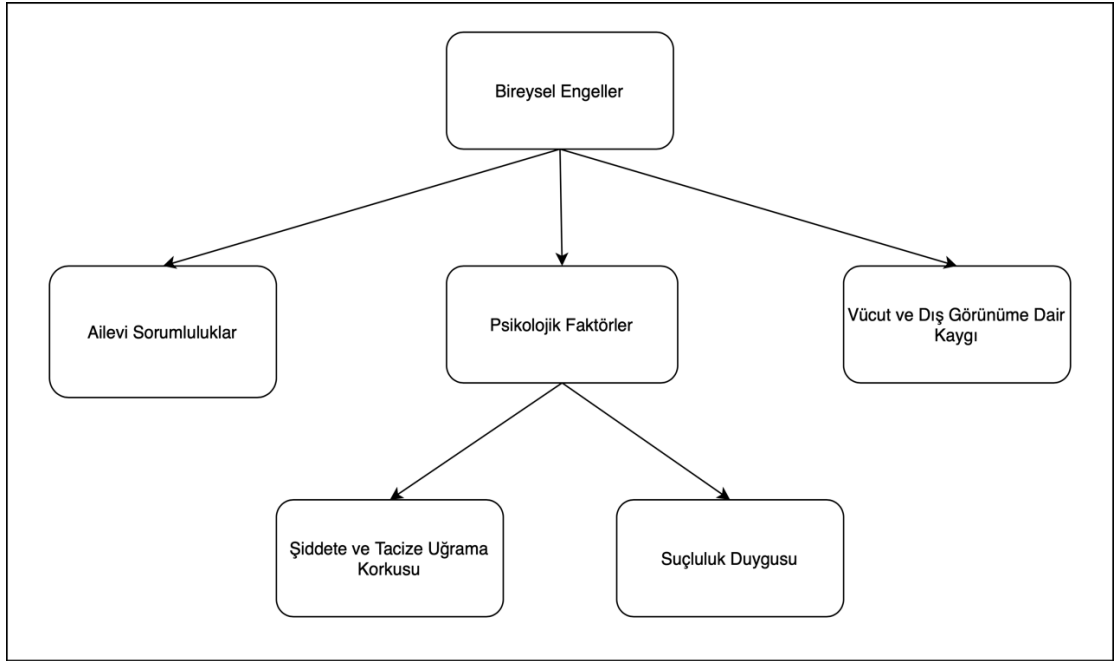 Bireysel Engeller
Ailevi Sorumluluklar
Psikolojik Faktörler
Vücut ve Dış Görünüme Dair
Kaygı
Şiddete ve Tacize Uğrama
Korkusu
Suçluluk Duygusu